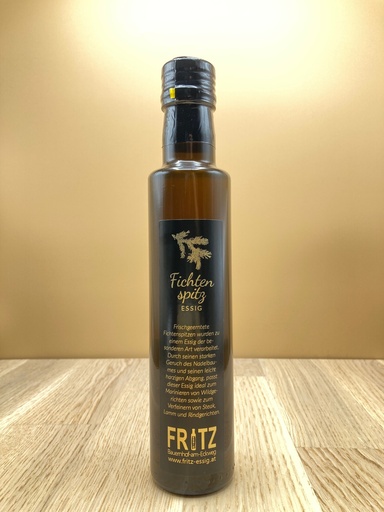 Fichten
spitz
ESSIG
Frischgeerntete
Fichtenspitzen wurden zu
einem Essig der be-
sonderen Art verarbeitet.
Durch seinen starken
Geruch des Nadelbau-
mes und seinen leicht
harzigen Abgang, passt
dieser Essig ideal zum
Marinieren von Wildge-
richten sowie zum
Verfeinern von Steak,
Lamm und Rindgerichten.
FRITZ
bauernhof-am-Eckweg
www.fritz-essig.at